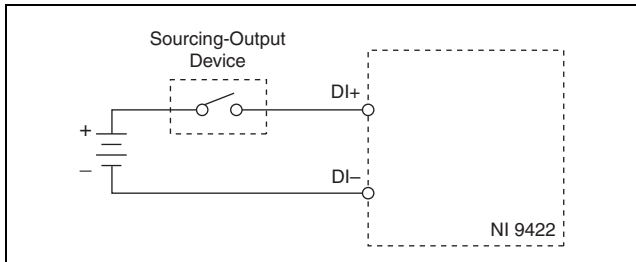 Sourcing-Output
Device
DI+
+
–
DI–
NI 9422